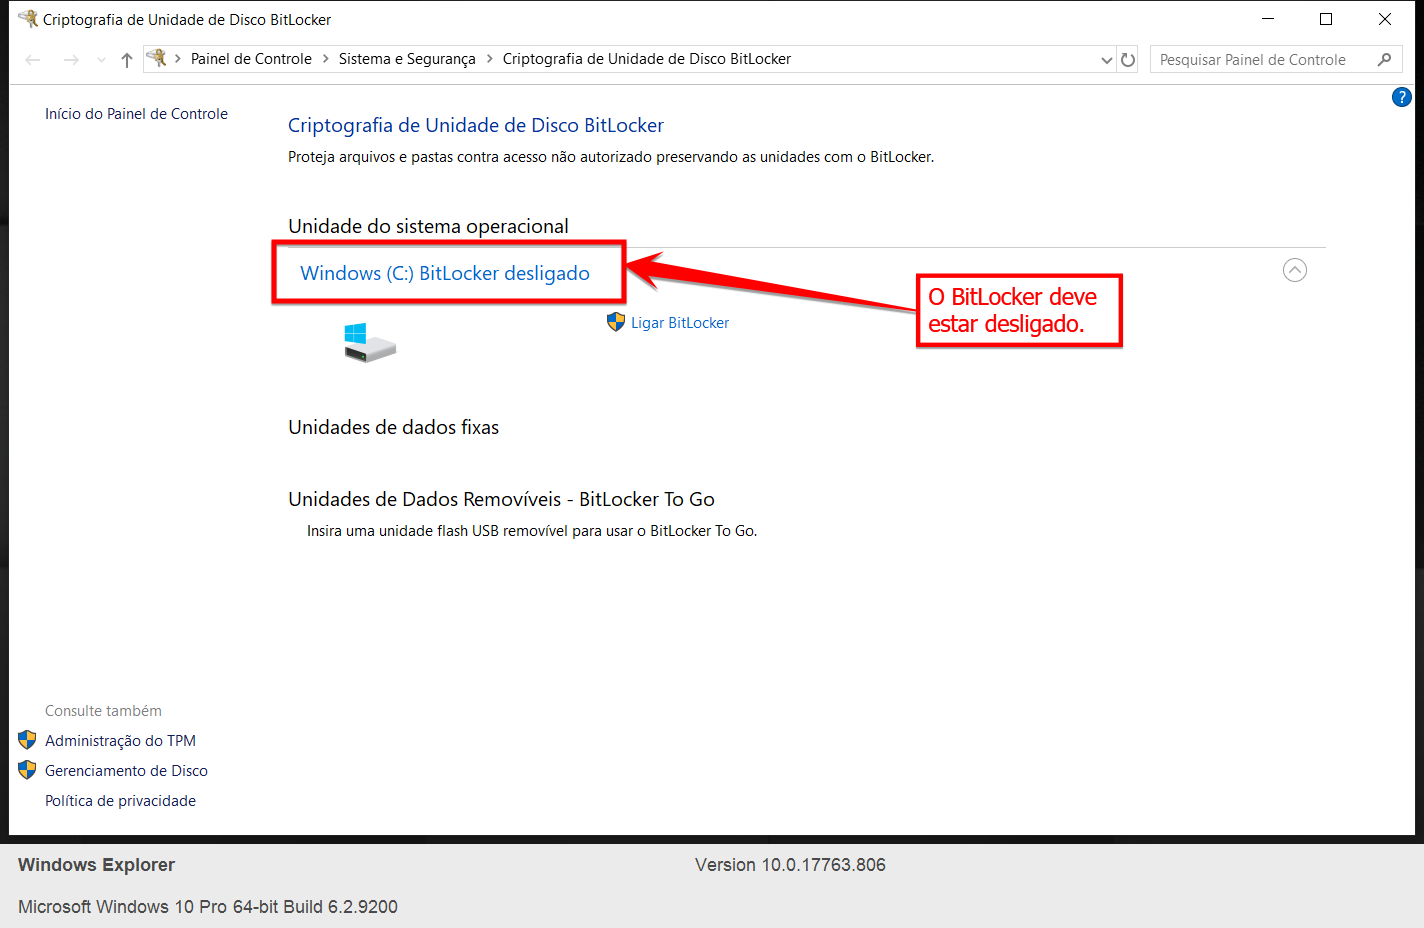 Criptografia de Unidade de Disco BitLocker
Painel de Controle > Sistema e Segurança > Criptografia de Unidade de Disco BitLocker
Pesquisar Painel de Controle
?
Início do Painel de Controle
Criptografia de Unidade de Disco BitLocker
Proteja arquivos e pastas contra acesso não autorizado preservando as unidades com o BitLocker.
Unidade do sistema operacional
Windows (C:) BitLocker desligado
O BitLocker deve
estar desligado.
Ligar BitLocker
Unidades de dados fixas
Unidades de Dados Removíveis - BitLocker To Go
Insira uma unidade flash USB removível para usar o BitLocker To Go.
Consulte também
Administração do TPM
Gerenciamento de Disco
Política de privacidade
Windows Explorer
Version 10.0.17763.806
Microsoft Windows 10 Pro 64-bit Build 6.2.9200